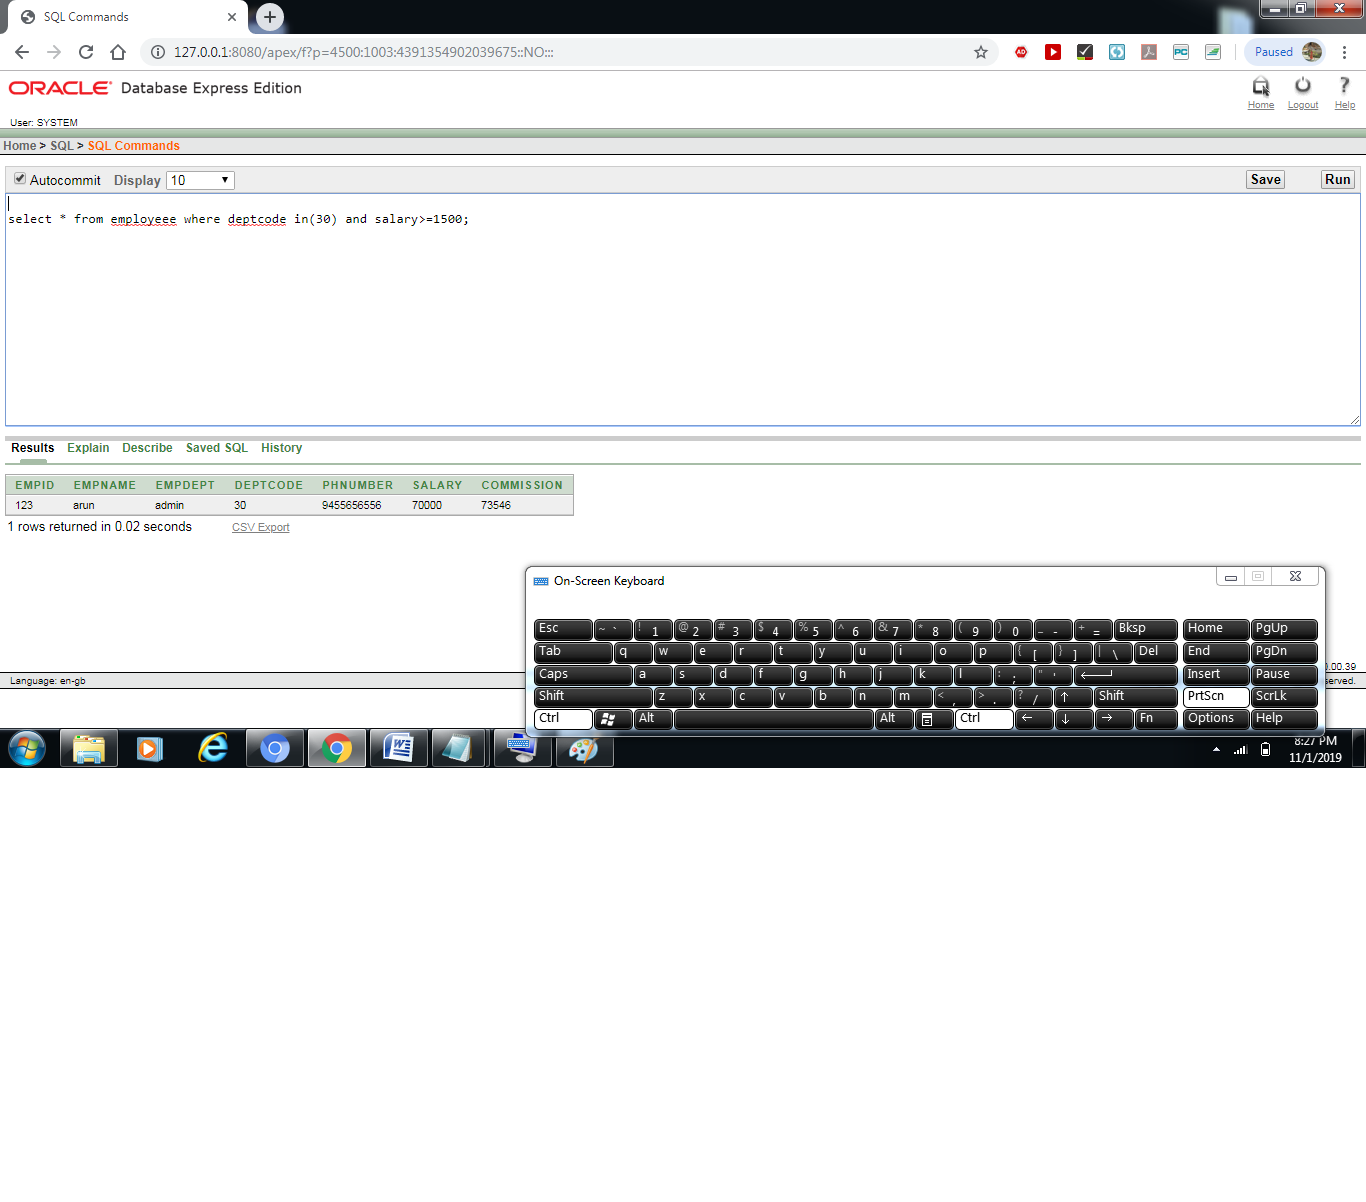 SQL Commands
127.0.0.1:8080/apex/f?p=4500:1003:4391354902039675::NO:::
Paused
ORACLE Database Express Edition
Home Logout Help
User: SYSTEM
Home > SQL > SQL Commands
Autocommit Display 10 Save Run
select * from employeee where deptcode in(30) and salary>=1500;
Results Explain Describe Saved SQL History
EMPID EMPNAME EMPDEPT DEPTCODE PHNUMBER SALARY COMMISSION
123 arun admin 30 9455656556 70000 73546
1 rows returned in 0.02 seconds CSV Export
On-Screen Keyboard
Esc ~ ` ! 1 @ 2 # 3 $ 4 % 5 ^ 6 & 7 * 8 ( 9 ) 0 _ - + = Bksp Home PgUp
Tab q w e r t y u i o p { [ } ] | \ Del End PgDn
Caps a s d f g h j k l : ; " ' Insert Pause
Shift z x c v b n m < , > . ? / ↑ Shift PrtScn ScrLk
Ctrl Alt Alt Ctrl ← ↓ → Fn Options Help
.00.39
Language: en-gb
served.
8:27 PM
11/1/2019